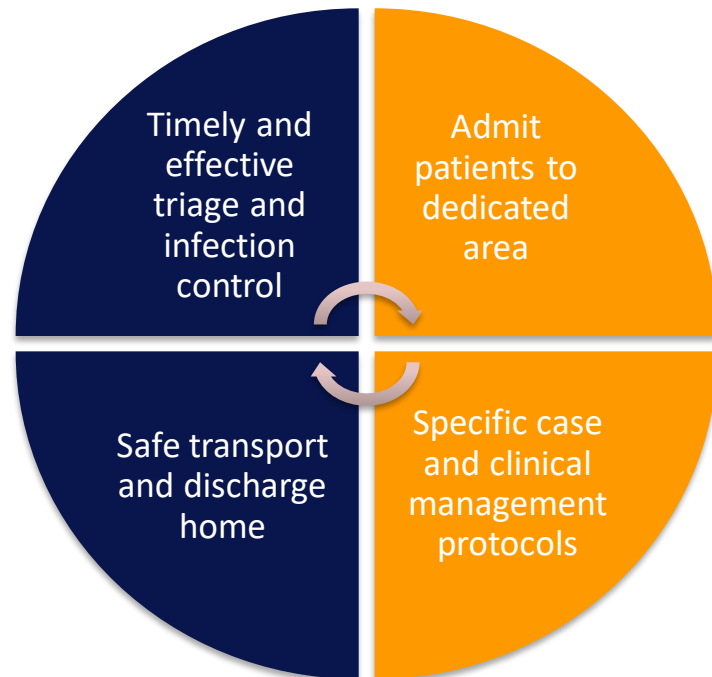 Timely and
effective
triage and
infection
control
Admit
patients to
dedicated
area
Safe transport
and discharge
home
Specific case
and clinical
management
protocols